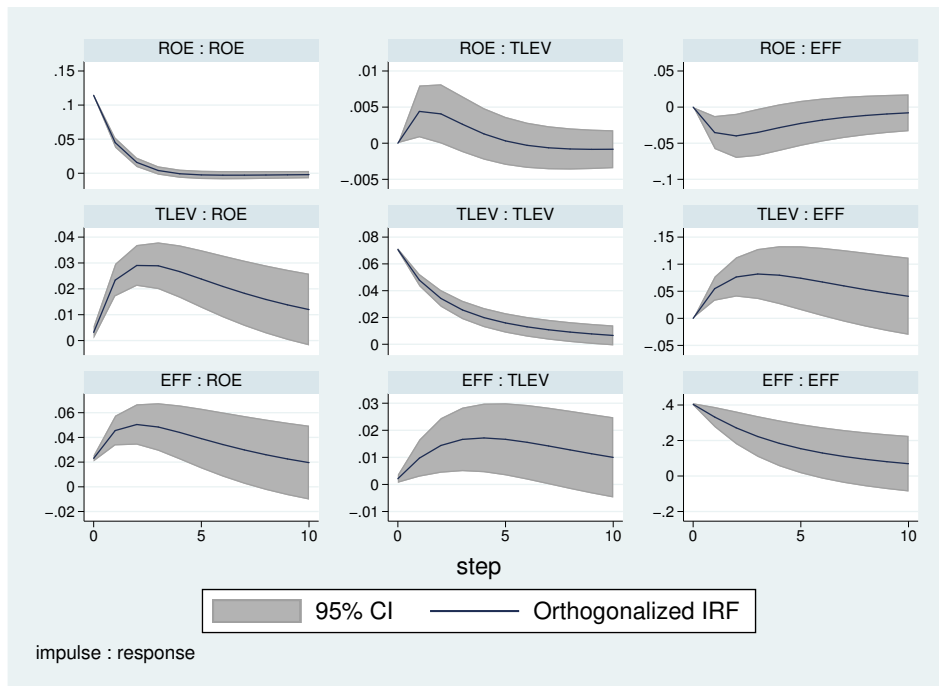 ROE : ROE
ROE : TLEV
ROE : EFF
.15
.1
.05
0
.01
.005
0
−.005
.05
0
−.05
−.1
TLEV : ROE
TLEV : TLEV
TLEV : EFF
.04
.03
.02
.01
0
.08
.06
.04
.02
0
.15
.1
.05
0
−.05
EFF : ROE
EFF : TLEV
EFF : EFF
.06
.04
.02
0
−.02
.03
.02
.01
0
−.01
.4
.2
0
−.2
0 5 10
0 5 10
0 5 10
step
95% CI
Orthogonalized IRF
impulse : response